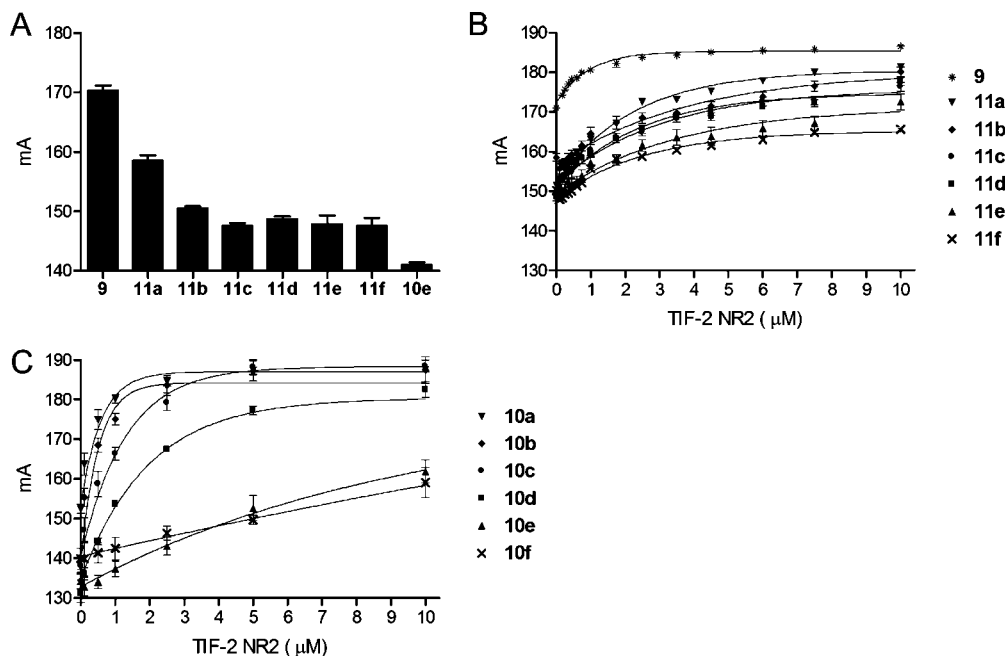 A
180
170
160
150
140
mA
9 11a 11b 11c 11d 11e 11f 10e
B
190
180
170
160
150
140
130
mA
0 1 2 3 4 5 6 7 8 9 10
TIF-2 NR2 ( μM)
9
11a
11b
11c
11d
11e
11f
C
190
180
170
160
150
140
130
mA
0 1 2 3 4 5 6 7 8 9 10
TIF-2 NR2 ( μM)
10a
10b
10c
10d
10e
10f